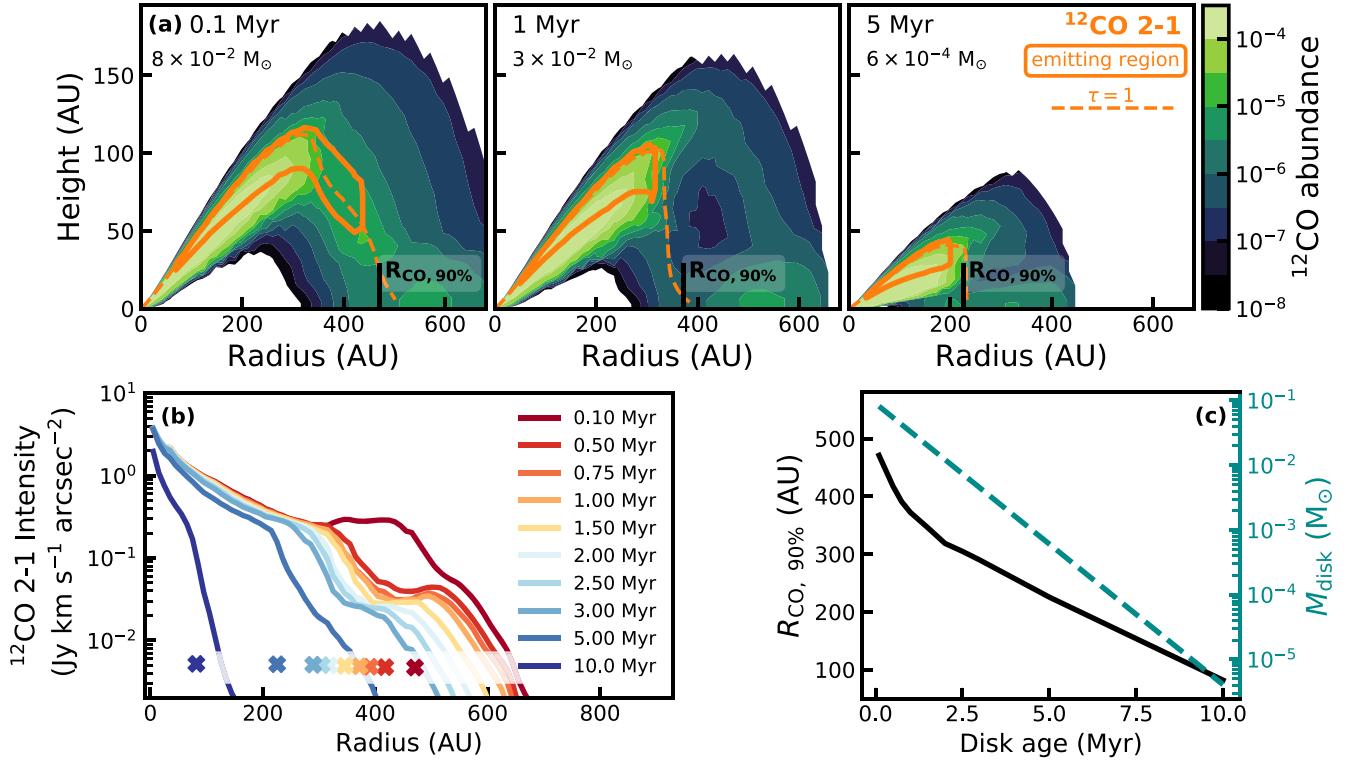 (a) 0.1 Myr
8 × 10⁻² M⊙
1 Myr
3 × 10⁻² M⊙
5 Myr
6 × 10⁻⁴ M⊙
¹²CO 2-1
emitting region
τ = 1
Height (AU)
150
100
50
0
R_CO, 90%
R_CO, 90%
R_CO, 90%
0 200 400 600
0 200 400 600
0 200 400 600
Radius (AU)
Radius (AU)
Radius (AU)
10⁻⁴
10⁻⁵
10⁻⁶
10⁻⁷
10⁻⁸
¹²CO abundance
(b)
¹²CO 2-1 Intensity
(Jy km s⁻¹ arcsec⁻²)
10¹
10⁰
10⁻¹
10⁻²
0.10 Myr
0.50 Myr
0.75 Myr
1.00 Myr
1.50 Myr
2.00 Myr
2.50 Myr
3.00 Myr
5.00 Myr
10.0 Myr
0 200 400 600 800
Radius (AU)
(c)
R_CO, 90% (AU)
500
400
300
200
100
0.0 2.5 5.0 7.5 10.0
Disk age (Myr)
10⁻¹
10⁻²
10⁻³
10⁻⁴
10⁻⁵
M_disk (M⊙)